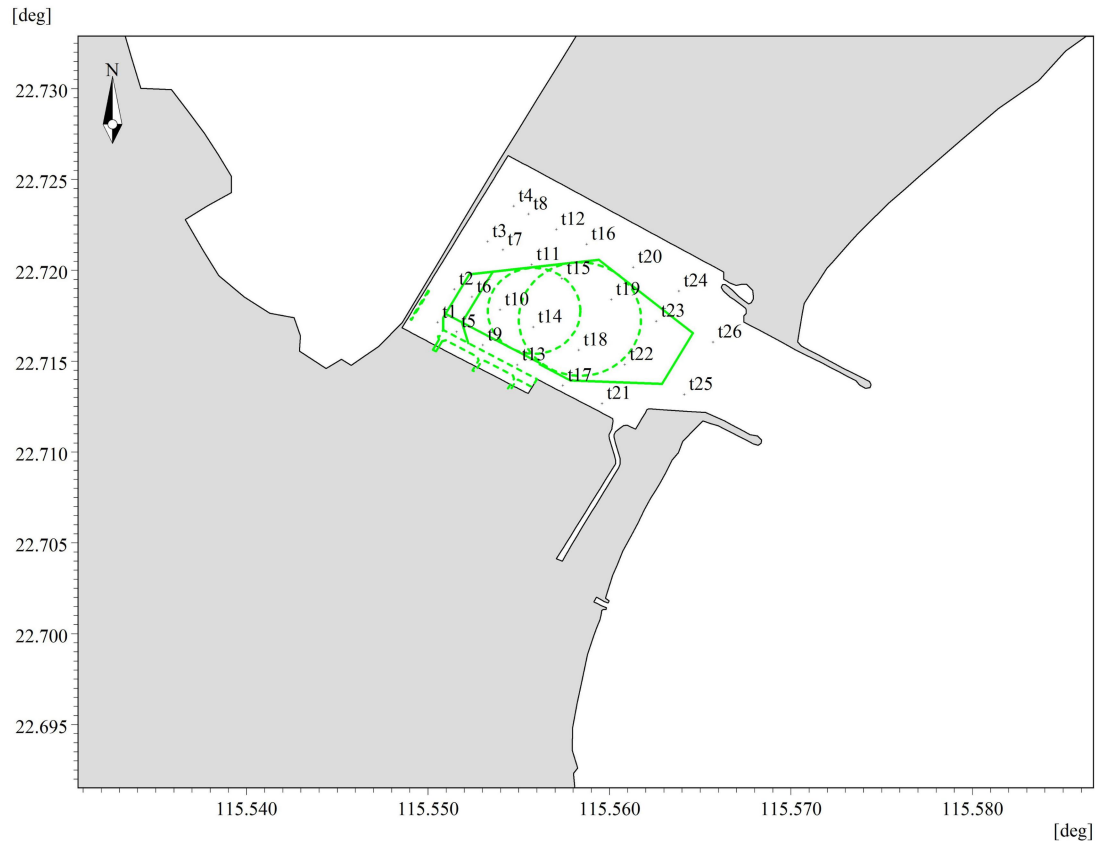 [deg]
N
22.730
22.725
22.720
22.715
22.710
22.705
22.700
22.695
t4
t8
t12
t3
t7
t16
t11
t20
t15
t2
t6
t24
t10
t19
t1
t5
t14
t23
t9
t18
t26
t13
t22
t17
t21
t25
115.540
115.550
115.560
115.570
115.580
[deg]